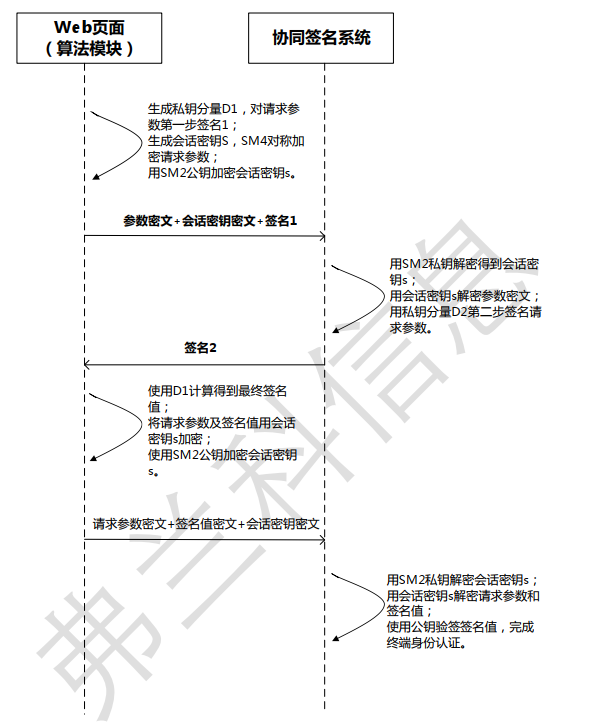 Web页面
（算法模块）
协同签名系统
生成私钥分量D1，对请求参
数第一步签名1；
生成会话密钥S，SM4对称加
密请求参数；
用SM2公钥加密会话密钥s。
参数密文+会话密钥密文+签名1
用SM2私钥解密得到会话密
钥s；
用会话密钥s解密参数密文；
用私钥分量D2第二步签名请
求参数。
签名2
使用D1计算得到最终签名
值；
将请求参数及签名值用会话
密钥s加密；
使用SM2公钥加密会话密钥
s。
请求参数密文+签名值密文+会话密钥密文
用SM2私钥解密会话密钥s；
用会话密钥s解密请求参数和
签名值；
使用公钥验签签名值，完成
终端身份认证。
弗兰科信息